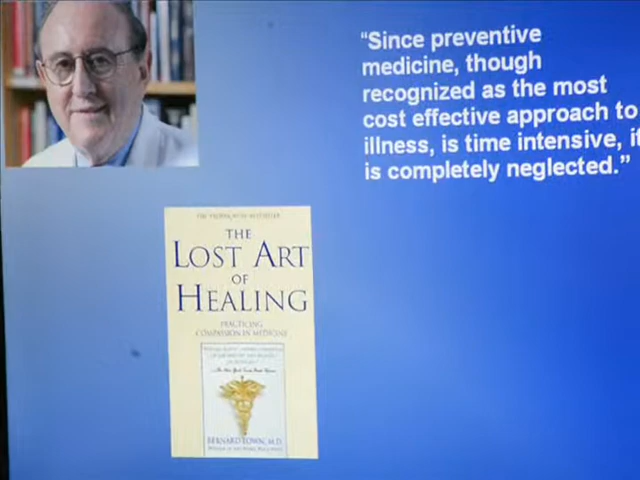 “Since preventive
medicine, though
recognized as the most
cost effective approach to
illness, is time intensive, it
is completely neglected.”
THE
LOST ART
OF
HEALING
PRACTICING
COMPASSION IN MEDICINE
BERNARD LOWN, M.D.